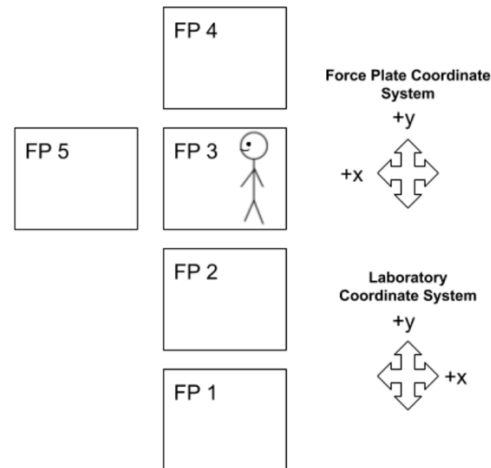 FP 4
Force Plate Coordinate
System
+y
FP 5
FP 3
+x
FP 2
Laboratory
Coordinate System
+y
+x
FP 1